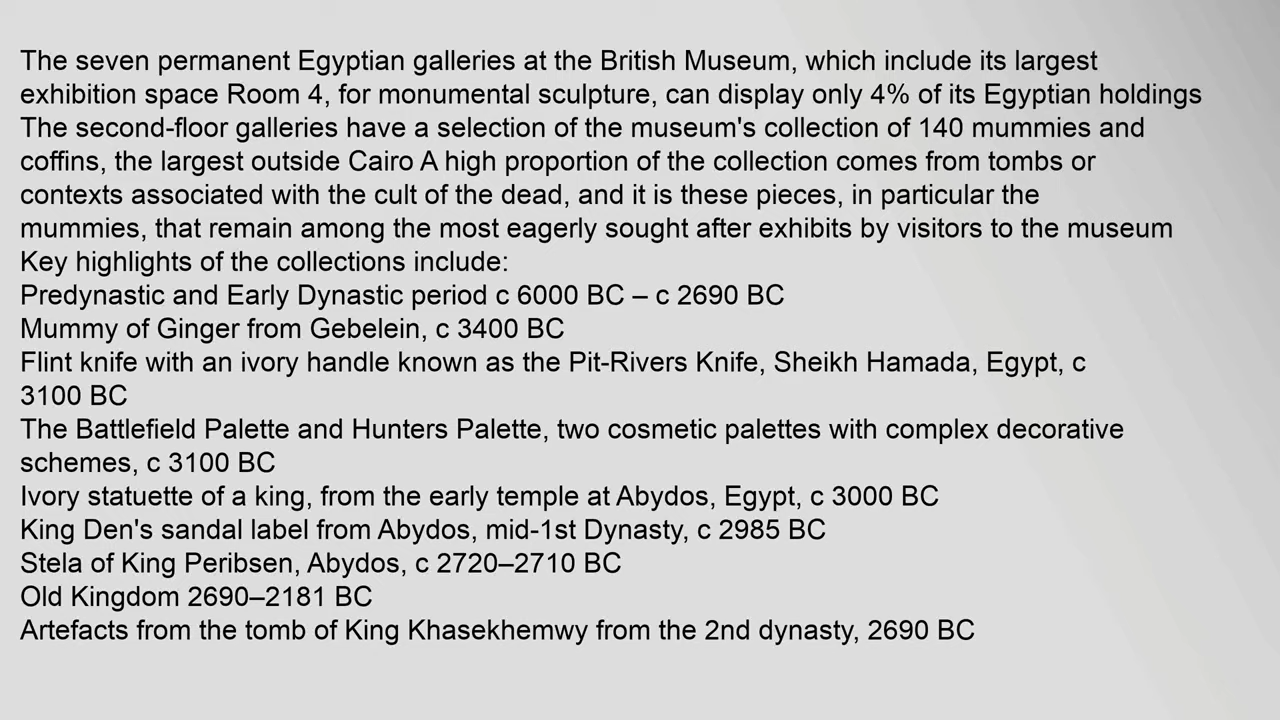 The seven permanent Egyptian galleries at the British Museum, which include its largest
exhibition space Room 4, for monumental sculpture, can display only 4% of its Egyptian holdings
The second-floor galleries have a selection of the museum's collection of 140 mummies and
coffins, the largest outside Cairo A high proportion of the collection comes from tombs or
contexts associated with the cult of the dead, and it is these pieces, in particular the
mummies, that remain among the most eagerly sought after exhibits by visitors to the museum
Key highlights of the collections include:
Predynastic and Early Dynastic period c 6000 BC – c 2690 BC
Mummy of Ginger from Gebelein, c 3400 BC
Flint knife with an ivory handle known as the Pit-Rivers Knife, Sheikh Hamada, Egypt, c
3100 BC
The Battlefield Palette and Hunters Palette, two cosmetic palettes with complex decorative
schemes, c 3100 BC
Ivory statuette of a king, from the early temple at Abydos, Egypt, c 3000 BC
King Den's sandal label from Abydos, mid-1st Dynasty, c 2985 BC
Stela of King Peribsen, Abydos, c 2720–2710 BC
Old Kingdom 2690–2181 BC
Artefacts from the tomb of King Khasekhemwy from the 2nd dynasty, 2690 BC